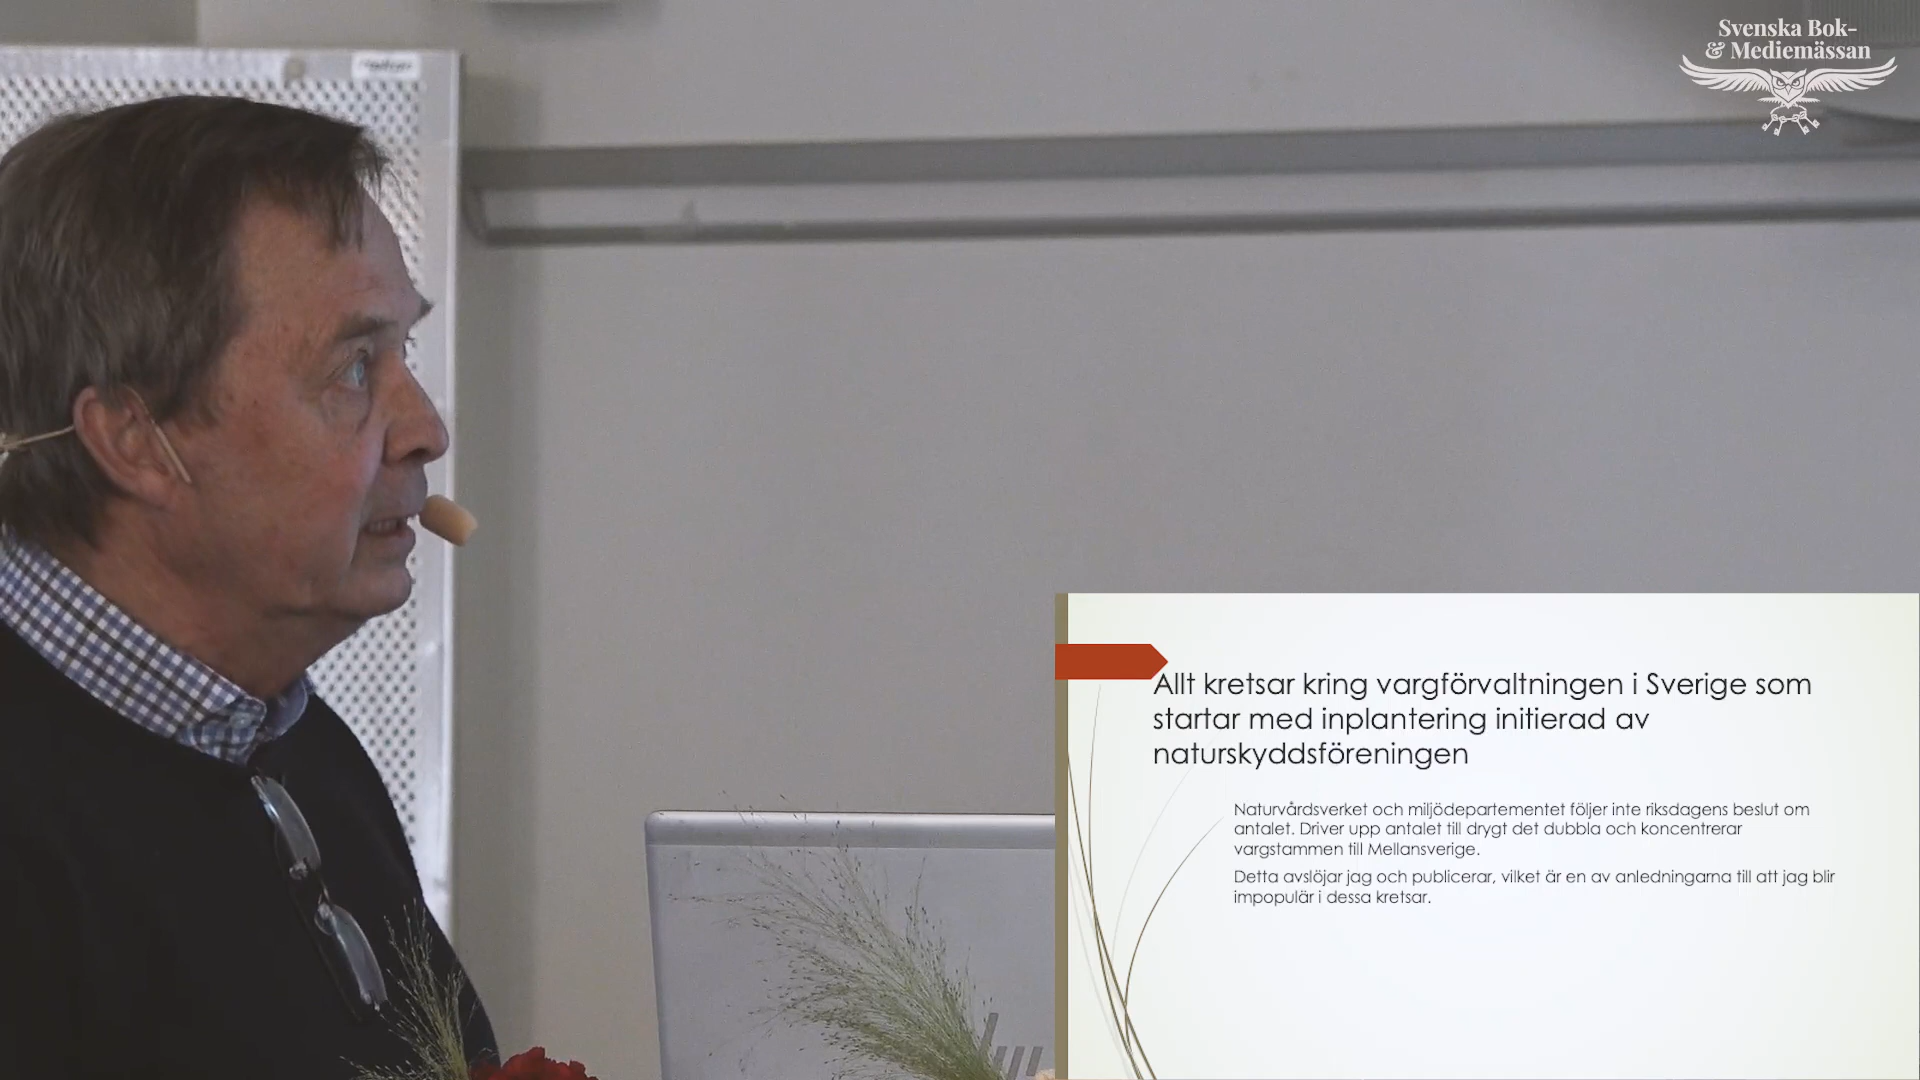 Svenska Bok-
& Mediemässan
Allt kretsar kring vargförvaltningen i Sverige som
startar med inplantering initierad av
naturskyddsföreningen
Naturvårdsverket och miljödepartementet följer inte riksdagens beslut om
antalet. Driver upp antalet till drygt det dubbla och koncentrerar
vargstammen till Mellansverige.
Detta avslöjar jag och publicerar, vilket är en av anledningarna till att jag blir
impopulär i dessa kretsar.
hp